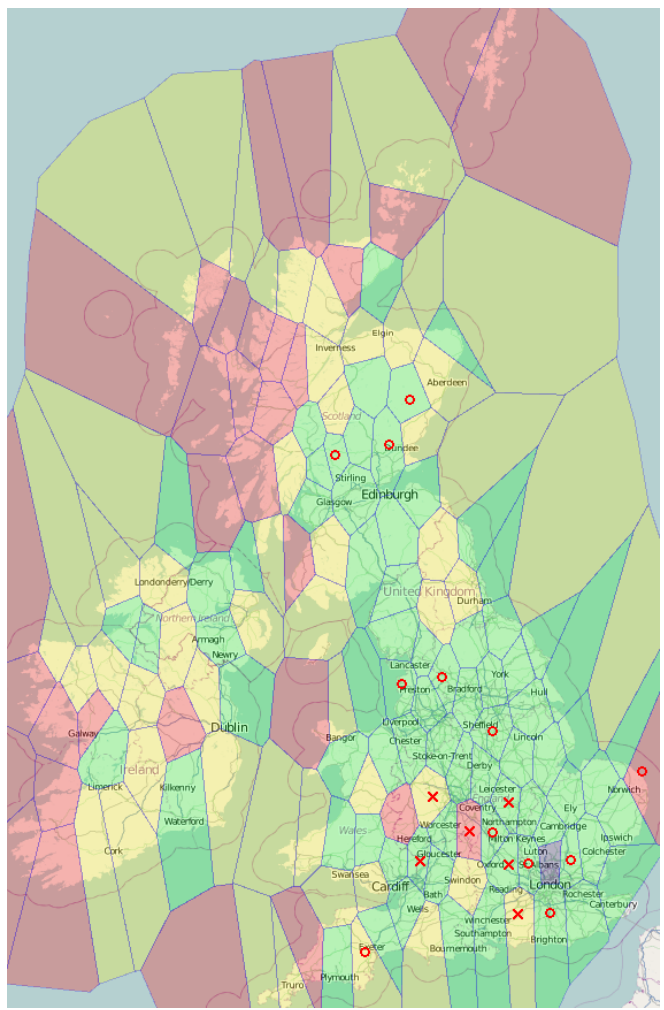 Elgin
Inverness
Aberdeen
Scotland
Dundee
Stirling
Edinburgh
Glasgow
Londonderry/Derry
United Kingdom
Durham
Northern Ireland
Armagh
Newry
Lancaster
York
Preston
Bradford
Hull
Dublin
Liverpool
Sheffield
Galway
Bangor
Chester
Lincoln
Stoke-on-Trent
Derby
Ireland
Limerick
Kilkenny
Leicester
Norwich
Coventry
Ely
Waterford
Worcester
Northampton
Cambridge
Wales
Hereford
Milton Keynes
Ipswich
Cork
Gloucester
Luton
Colchester
Oxford
St Albans
Swansea
Swindon
Cardiff
London
Reading
Bath
Rochester
Canterbury
Wells
Winchester
Southampton
Exeter
Bournemouth
Brighton
Plymouth
Truro